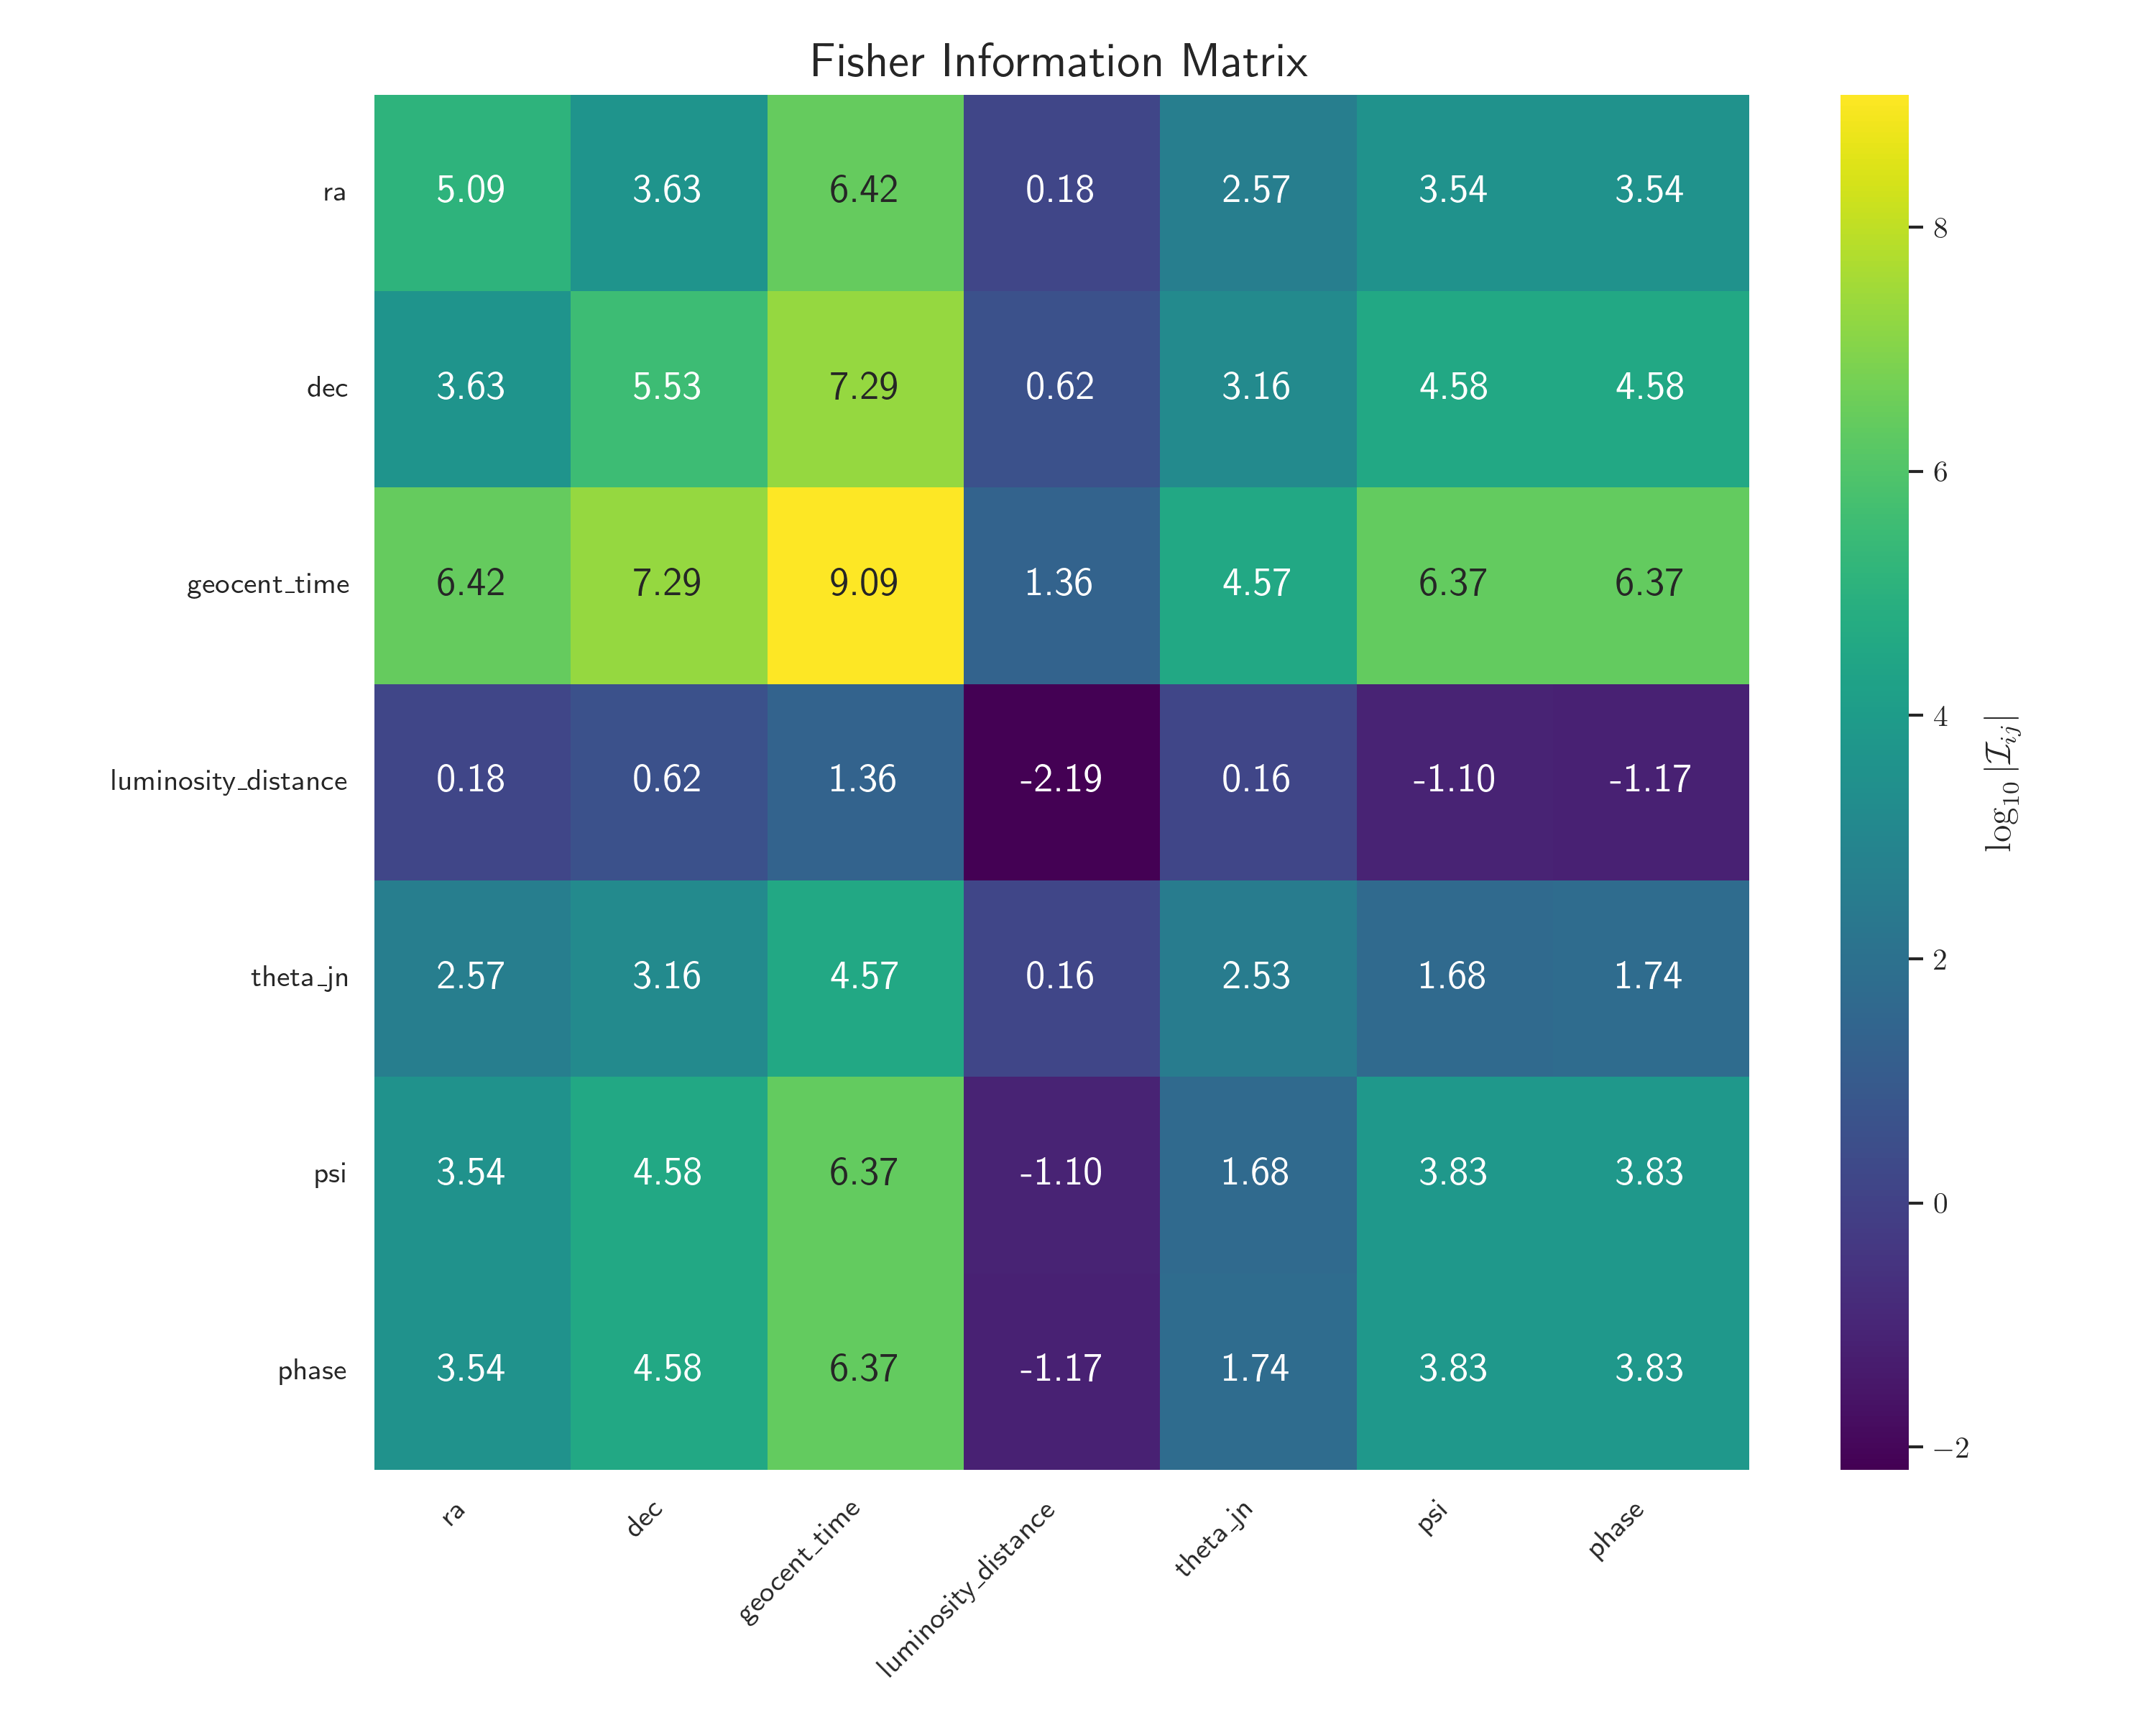 Fisher Information Matrix
ra 5.09 3.63 6.42 0.18 2.57 3.54 3.54
dec 3.63 5.53 7.29 0.62 3.16 4.58 4.58
geocent_time 6.42 7.29 9.09 1.36 4.57 6.37 6.37
luminosity_distance 0.18 0.62 1.36 -2.19 0.16 -1.10 -1.17
theta_jn 2.57 3.16 4.57 0.16 2.53 1.68 1.74
psi 3.54 4.58 6.37 -1.10 1.68 3.83 3.83
phase 3.54 4.58 6.37 -1.17 1.74 3.83 3.83
ra dec geocent_time luminosity_distance theta_jn psi phase
8
6
4
2
0
−2
log₁₀|𝓘ᵢⱼ|